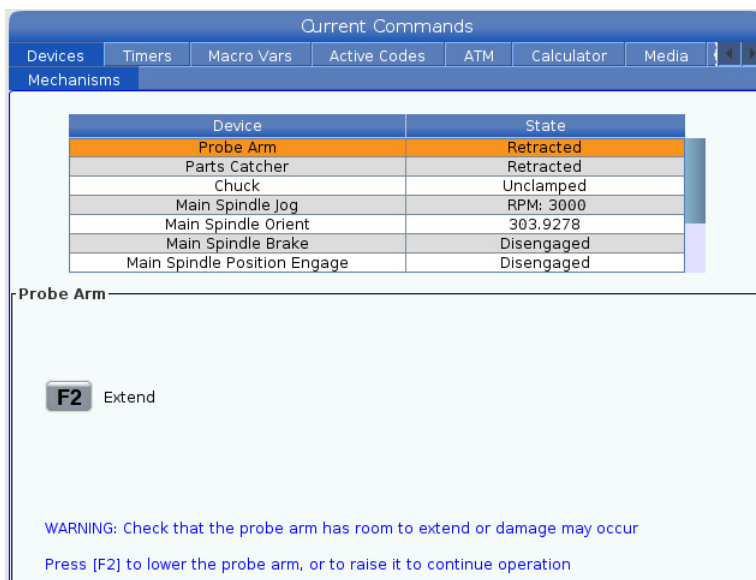 Current Commands
Devices Timers Macro Vars Active Codes ATM Calculator Media
Mechanisms
Device State
Probe Arm Retracted
Parts Catcher Retracted
Chuck Unclamped
Main Spindle Jog RPM: 3000
Main Spindle Orient 303.9278
Main Spindle Brake Disengaged
Main Spindle Position Engage Disengaged
Probe Arm
F2 Extend
WARNING: Check that the probe arm has room to extend or damage may occur
Press [F2] to lower the probe arm, or to raise it to continue operation